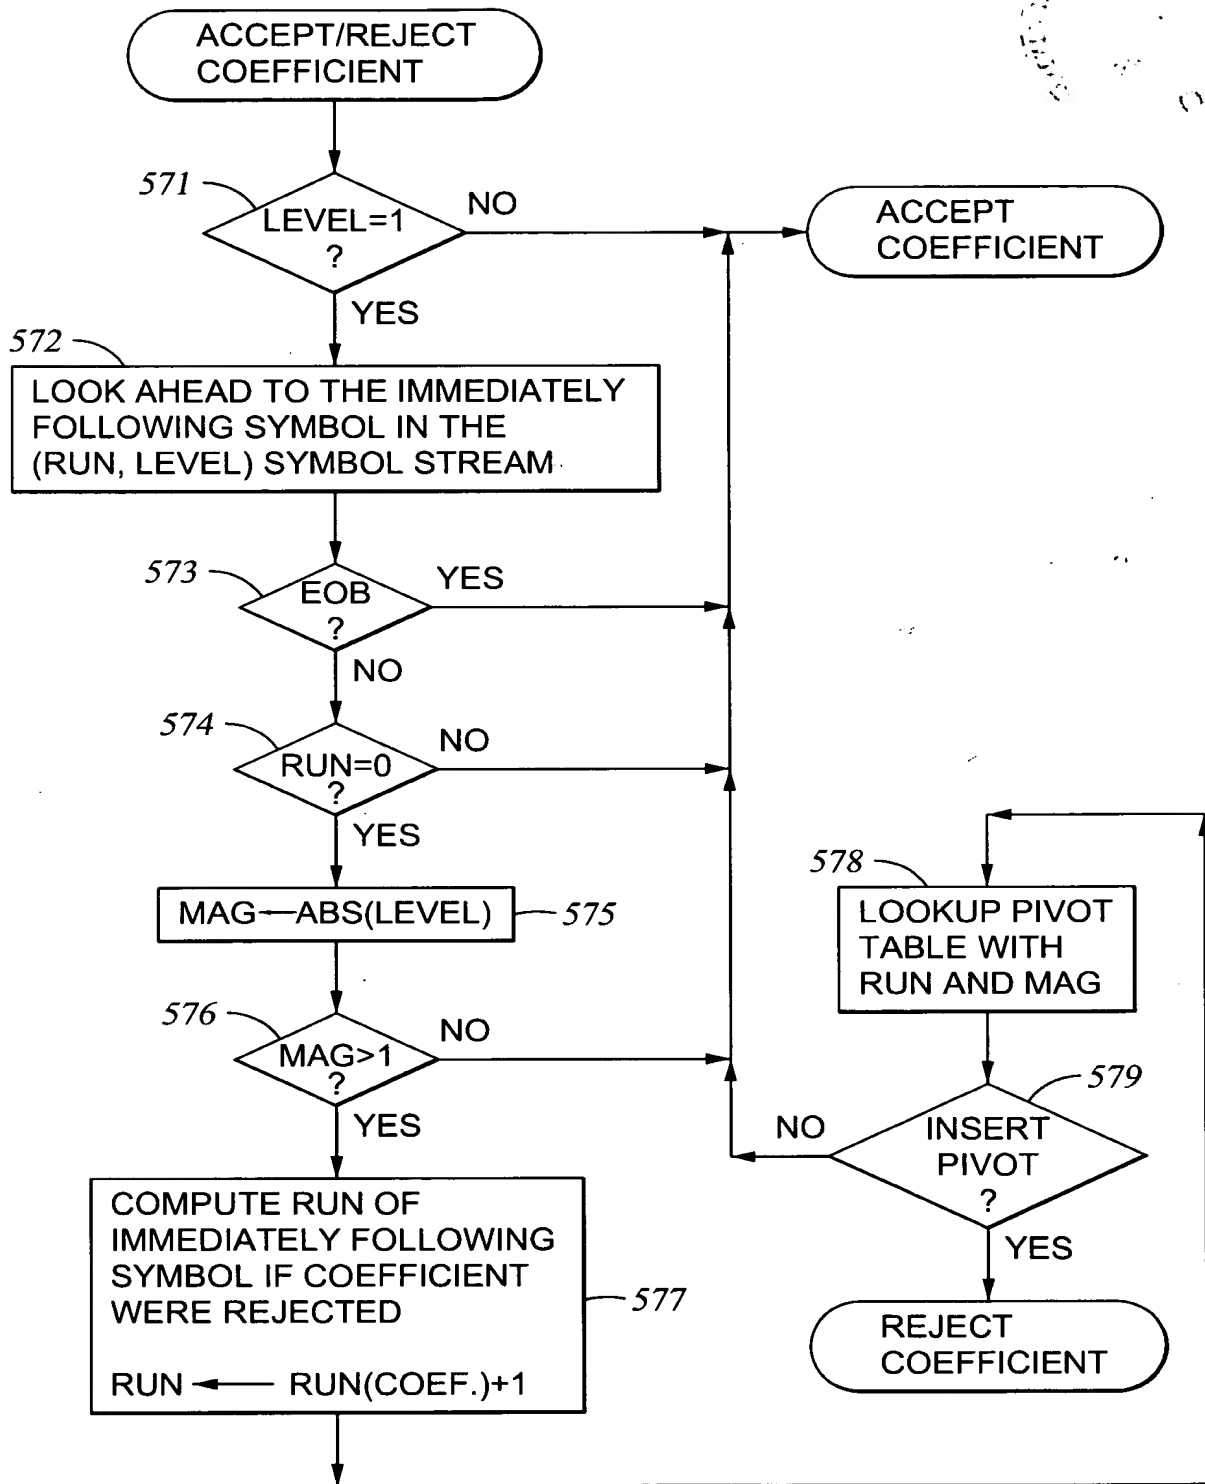 ACCEPT/REJECT
COEFFICIENT
571
LEVEL=1
?
NO
YES
ACCEPT
COEFFICIENT
572
LOOK AHEAD TO THE IMMEDIATELY
FOLLOWING SYMBOL IN THE
(RUN, LEVEL) SYMBOL STREAM
573
EOB
?
YES
NO
574
RUN=0
?
NO
YES
MAG←ABS(LEVEL)
575
576
MAG>1
?
NO
YES
COMPUTE RUN OF
IMMEDIATELY FOLLOWING
SYMBOL IF COEFFICIENT
WERE REJECTED
RUN ← RUN(COEF.)+1
577
578
LOOKUP PIVOT
TABLE WITH
RUN AND MAG
579
INSERT
PIVOT
?
NO
YES
REJECT
COEFFICIENT